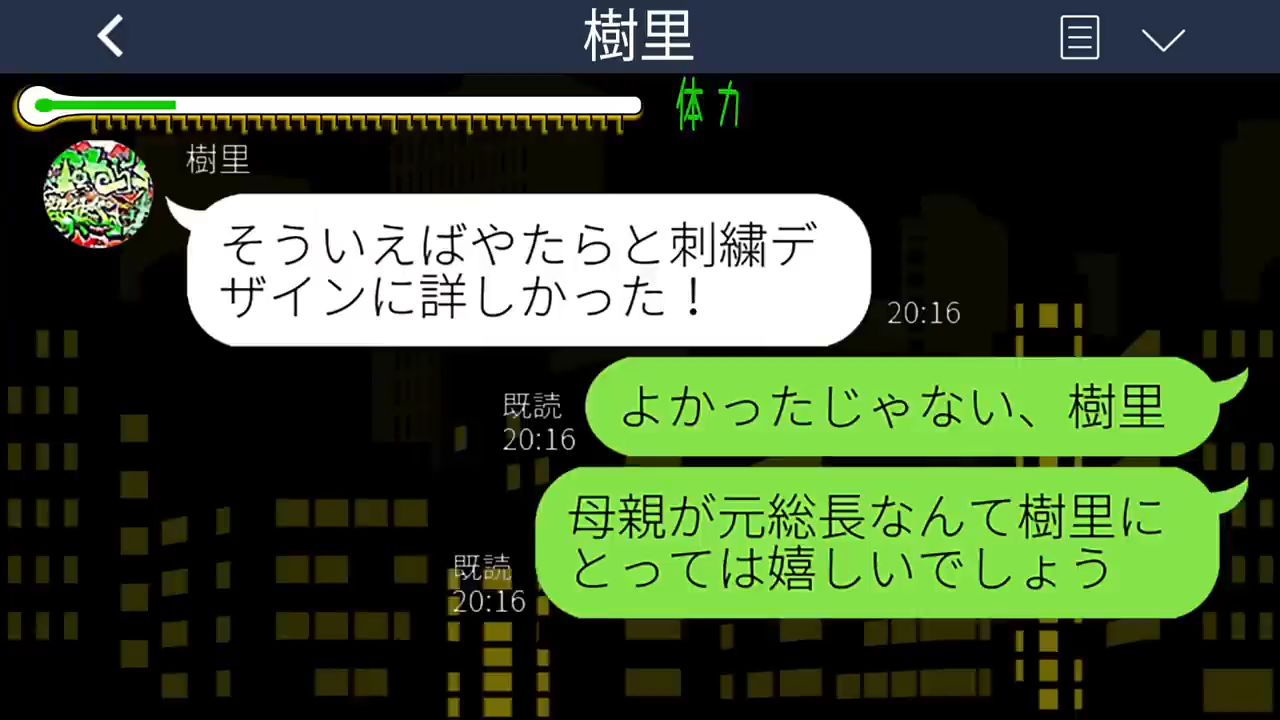 樹里
体力
樹里
そういえばやたらと刺繍デ
ザインに詳しかった！
20:16
よかったじゃない、樹里
既読
20:16
母親が元総長なんて樹里に
とっては嬉しいでしょう
既読
20:16